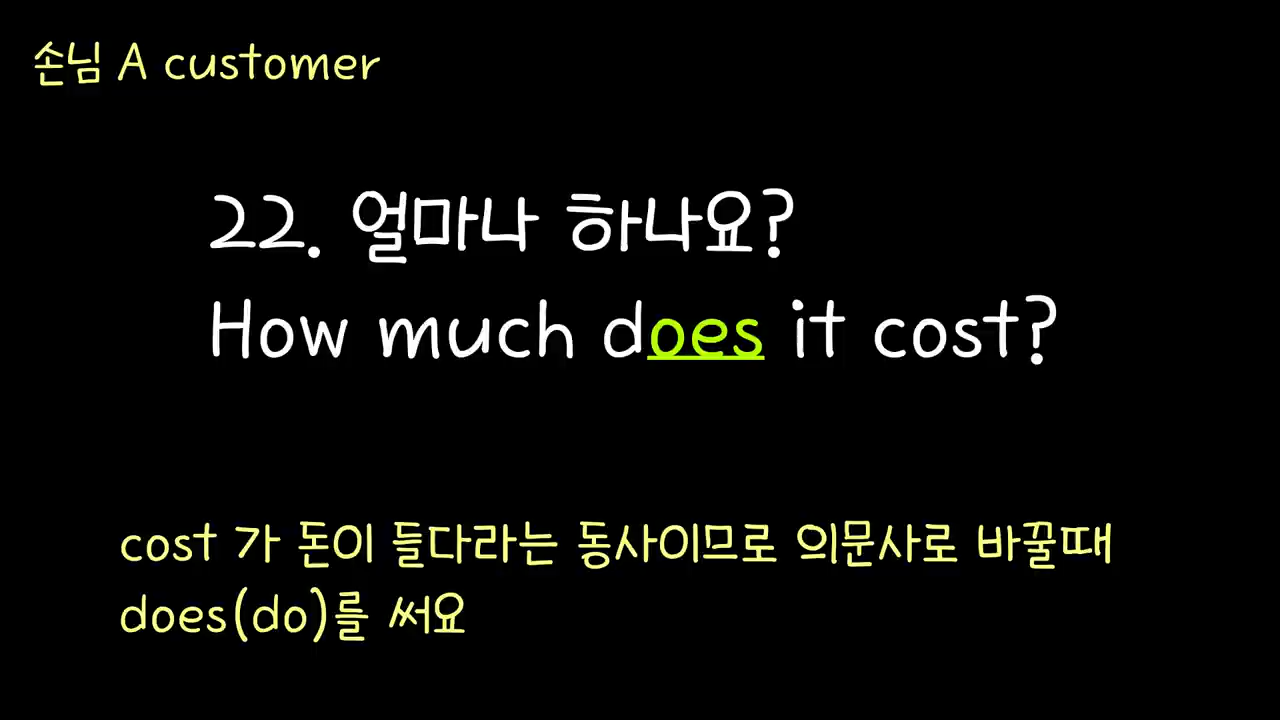 손님 A customer
22. 얼마나 하나요?
How much does it cost?
cost 가 돈이 들다라는 동사이므로 의문사로 바꿀때
does(do)를 써요